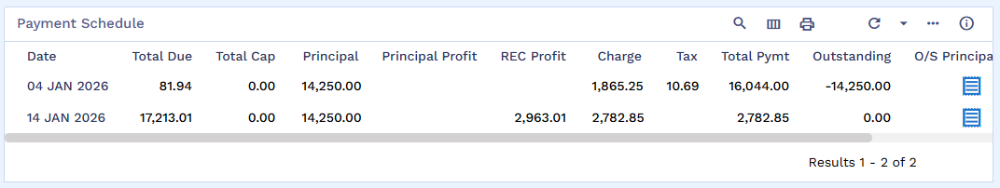 Payment Schedule
Date Total Due Total Cap Principal Principal Profit REC Profit Charge Tax Total Pymt Outstanding O/S Principa
04 JAN 2026 81.94 0.00 14,250.00 1,865.25 10.69 16,044.00 -14,250.00
14 JAN 2026 17,213.01 0.00 14,250.00 2,963.01 2,782.85 2,782.85 0.00
Results 1 - 2 of 2